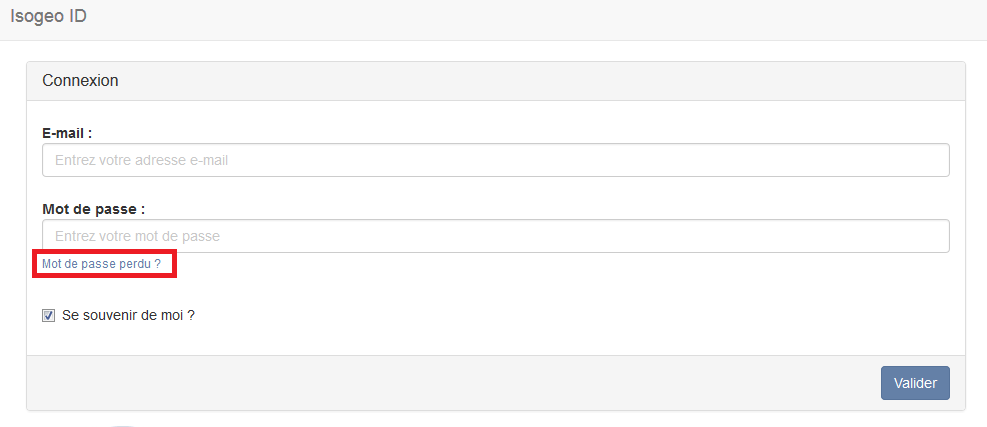 Isogeo ID
Connexion
E-mail :
Entrez votre adresse e-mail
Mot de passe :
Entrez votre mot de passe
Mot de passe perdu ?
Se souvenir de moi ?
Valider